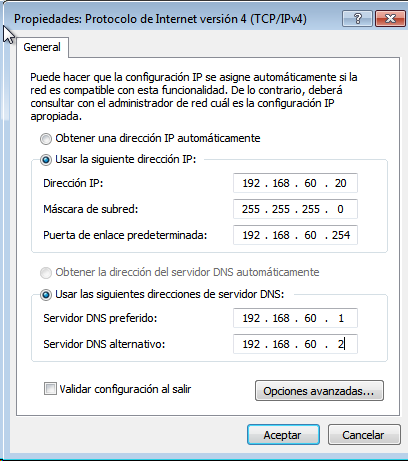 Propiedades: Protocolo de Internet versión 4 (TCP/IPv4)
General
Puede hacer que la configuración IP se asigne automáticamente si la
red es compatible con esta funcionalidad. De lo contrario, deberá
consultar con el administrador de red cuál es la configuración IP
apropiada.
Obtener una dirección IP automáticamente
Usar la siguiente dirección IP:
Dirección IP: 192 . 168 . 60 . 20
Máscara de subred: 255 . 255 . 255 . 0
Puerta de enlace predeterminada: 192 . 168 . 60 . 254
Obtener la dirección del servidor DNS automáticamente
Usar las siguientes direcciones de servidor DNS:
Servidor DNS preferido: 192 . 168 . 60 . 1
Servidor DNS alternativo: 192 . 168 . 60 . 2
Validar configuración al salir
Opciones avanzadas...
Aceptar Cancelar